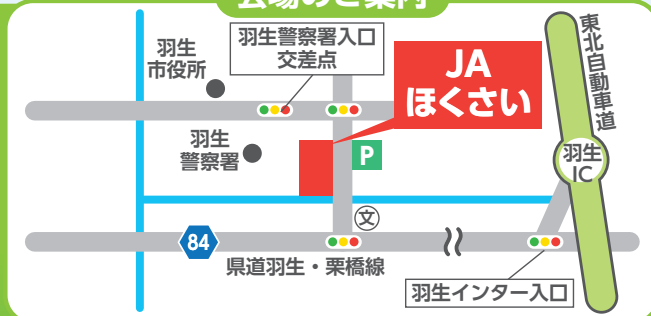 会場のご案内
羽生
市役所
羽生警察署入口
交差点
JA
ほくさい
東北自動車道
羽生
警察署
P
羽生
IC
文
84
県道羽生・栗橋線
羽生インター入口